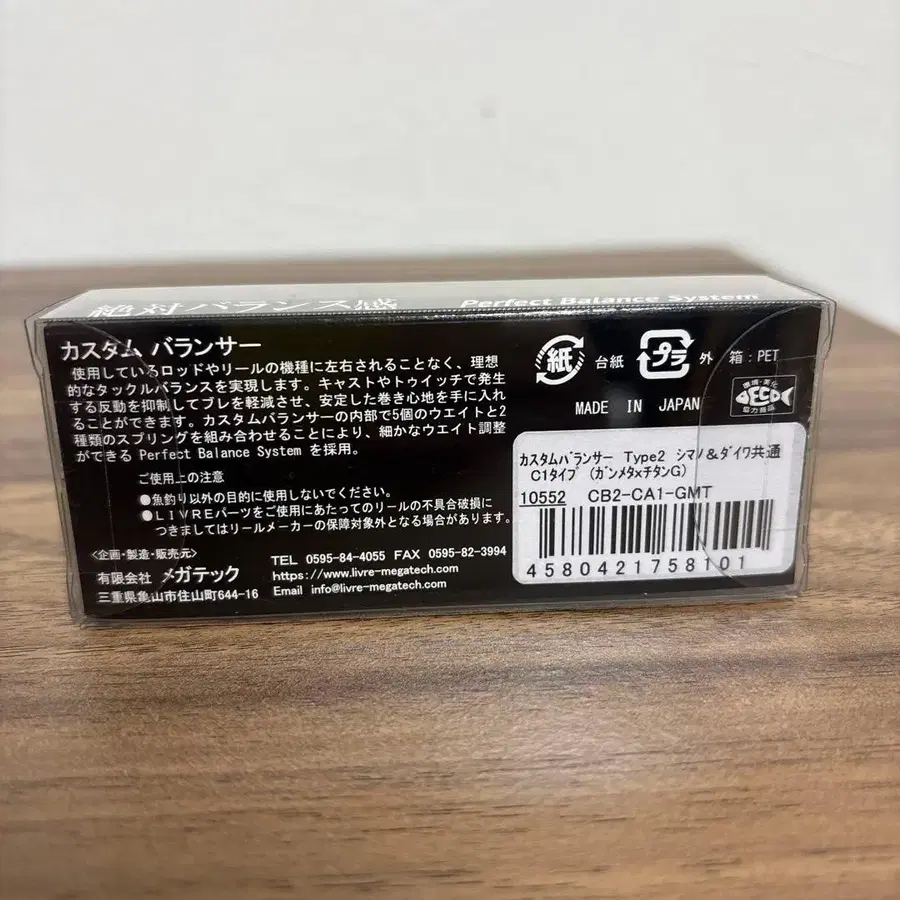 絶対バランス感 Perfect Balance System
カスタム バランサー
使用しているロッドやリールの機種に左右されることなく、理想
的なタックルバランスを実現します。キャストやトゥイッチで発生
する反動を抑制してブレを軽減させ、安定した巻き心地を手に入れ
ることができます。カスタムバランサーの内部で5個のウエイトと2
種類のスプリングを組み合わせることにより、細かなウエイト調整
ができる Perfect Balance System を採用。
ご使用上の注意
●魚釣り以外の目的に使用しないでください。
●LIVREパーツをご使用にあたってのリールの不具合破損に
つきましてはリールメーカーの保障対象外となる場合があります。
<企画・製造・販売元>
有限会社 メガテック
三重県亀山市住山町644-16
TEL 0595-84-4055 FAX 0595-82-3994
https://www.livre-megatech.com
Email info@livre-megatech.com
紙 台紙 プラ 外 箱:PET
MADE IN JAPAN
環境・美化
ECO
協力商品
カスタムバランサー Type2 シマノ&ダイワ共通
C1タイプ (ガンメタ×チタンG)
10552 CB2-CA1-GMT
4580421758101